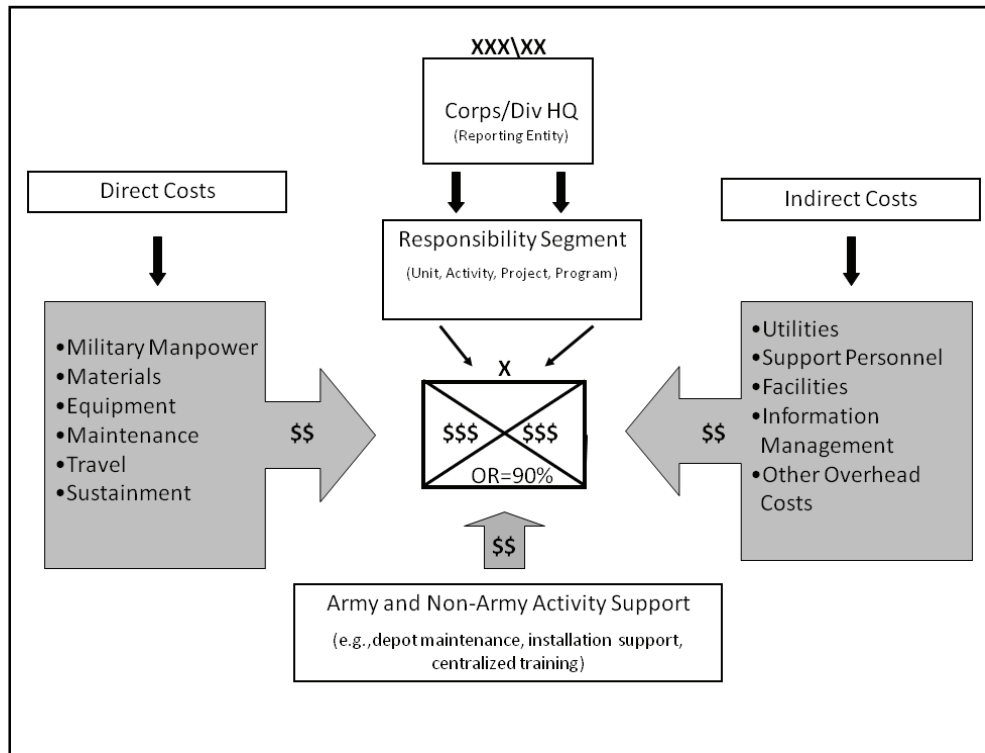 XXX\XX
Corps/Div HQ
(Reporting Entity)
Direct Costs
Indirect Costs
Responsibility Segment
(Unit, Activity, Project, Program)
•Military Manpower
•Materials
•Equipment
•Maintenance
•Travel
•Sustainment
$$
X
$$$ $$$
OR=90%
$$
•Utilities
•Support Personnel
•Facilities
•Information
Management
•Other Overhead
Costs
$$
Army and Non-Army Activity Support
(e.g.,depot maintenance, installation support,
centralized training)